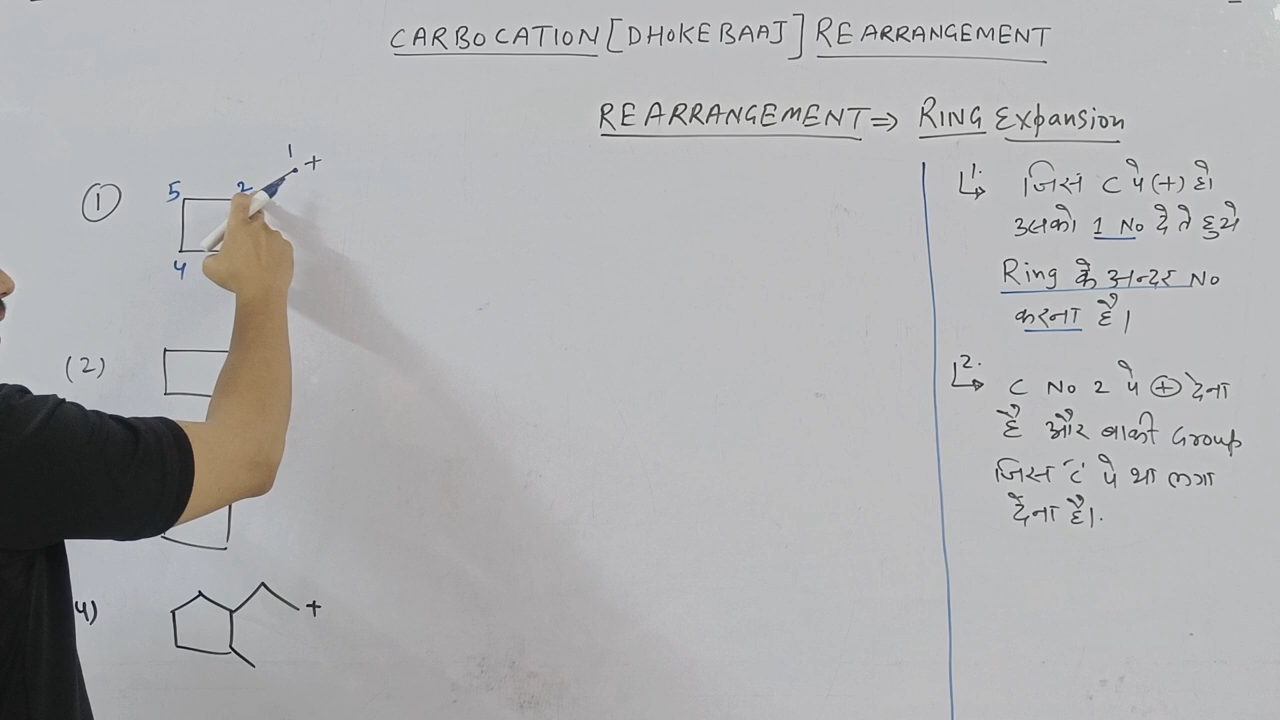 CARBOCATION [DHOKEBAAJ] REARRANGEMENT
REARRANGEMENT ⇒ RING Expansion
1. जिस C पे (+) हो
उसको 1 No देते हुये
Ring के अन्दर No
करना है।
2. C No 2 पे ⊕ देना
है और बाकी Group
जिस C पे था लगा
देना है।
① 5 2 1 +
4
(2)
4) +